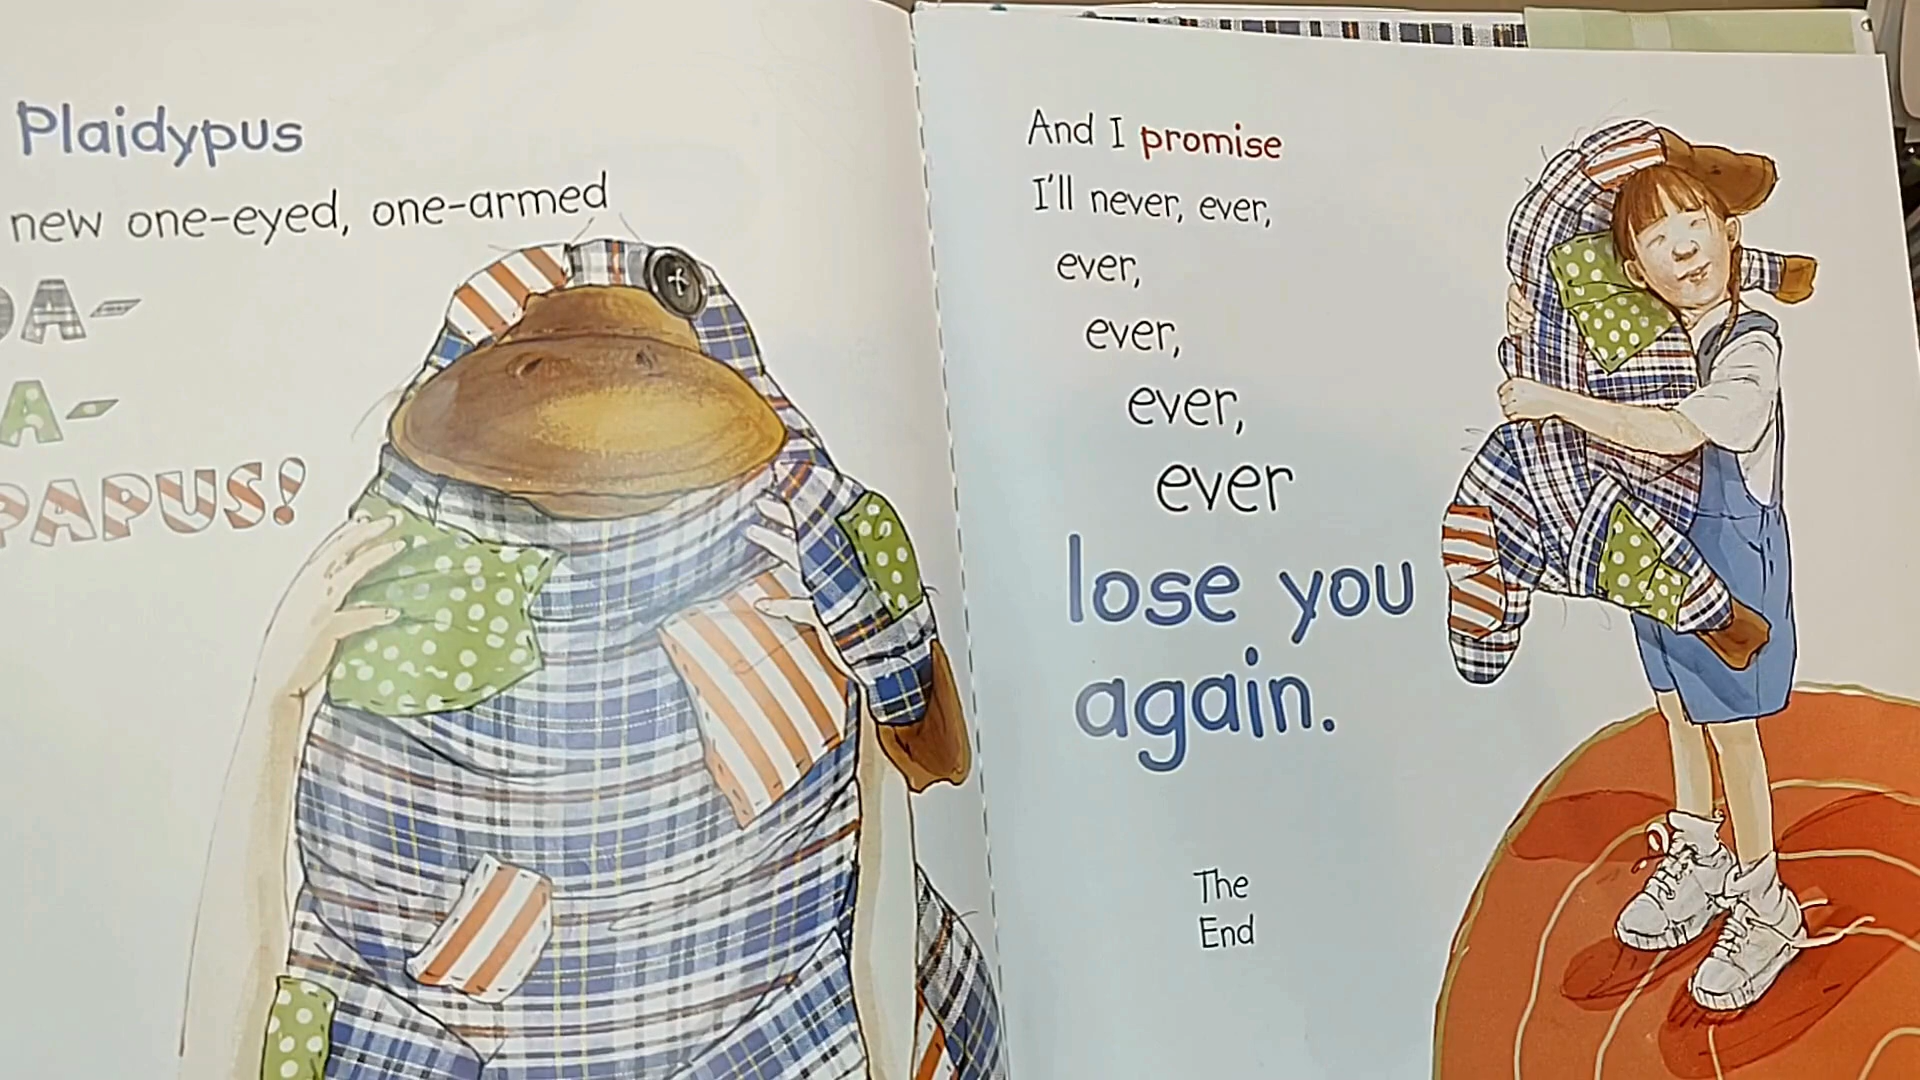 Plaidypus
new one-eyed, one-armed
A-
A-
PAPUS!
And I promise
I'll never, ever,
ever,
ever,
ever,
ever
lose you
again.
The
End